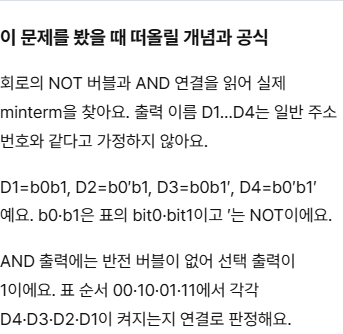 이 문제를 봤을 때 떠올릴 개념과 공식
회로의 NOT 버블과 AND 연결을 읽어 실제
minterm을 찾아요. 출력 이름 D1…D4는 일반 주소
번호와 같다고 가정하지 않아요.
D1=b0b1, D2=b0′b1, D3=b0b1′, D4=b0′b1′
예요. b0·b1은 표의 bit0·bit1이고 ′는 NOT이에요.
AND 출력에는 반전 버블이 없어 선택 출력이
1이에요. 표 순서 00·10·01·11에서 각각
D4·D3·D2·D1이 켜지는지 연결로 판정해요.